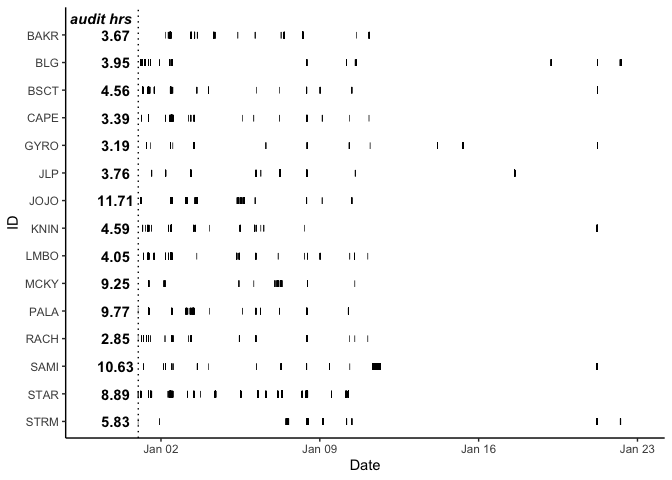 audit hrs
BAKR 3.67
BLG 3.95
BSCT 4.56
CAPE 3.39
GYRO 3.19
JLP 3.76
JOJO 11.71
KNIN 4.59
LMBO 4.05
MCKY 9.25
PALA 9.77
RACH 2.85
SAMI 10.63
STAR 8.89
STRM 5.83
ID
Jan 02 Jan 09 Jan 16 Jan 23
Date